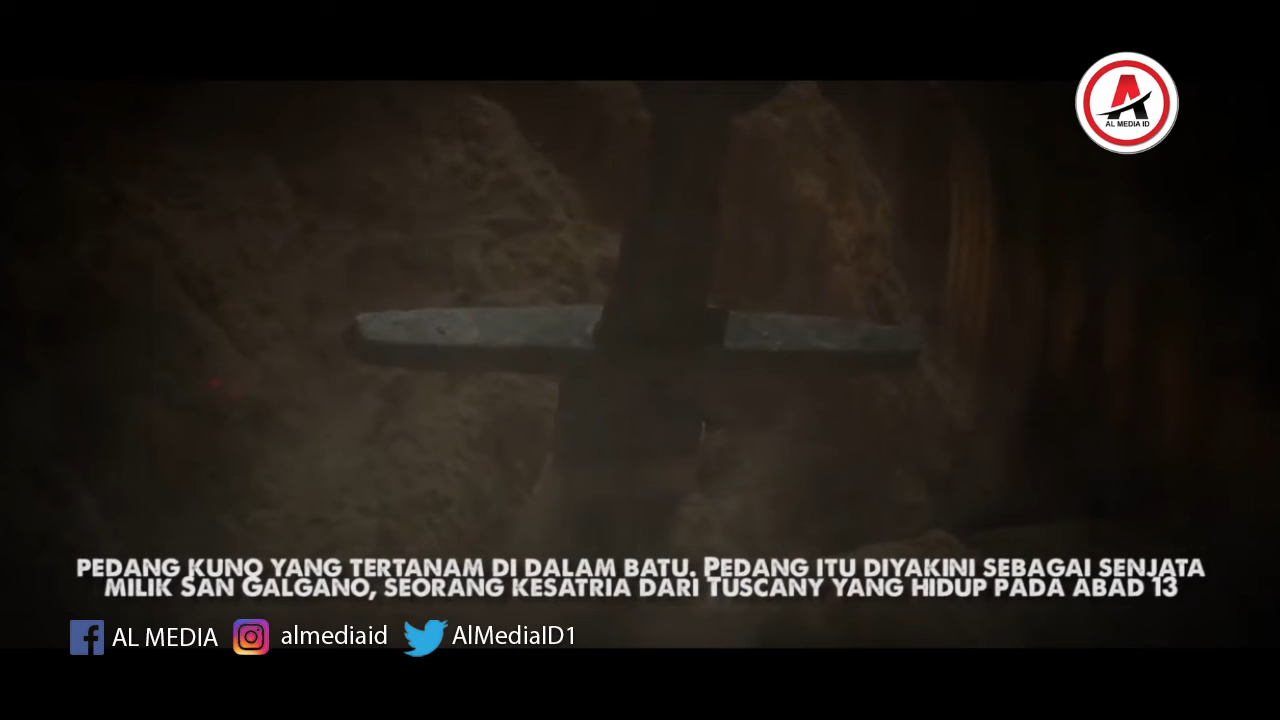 A
AL MEDIA ID
PEDANG KUNO YANG TERTANAM DI DALAM BATU. PEDANG ITU DIYAKINI SEBAGAI SENJATA
MILIK SAN GALGANO, SEORANG KESATRIA DARI TUSCANY YANG HIDUP PADA ABAD 13
AL MEDIA almediaid AlMediaID1